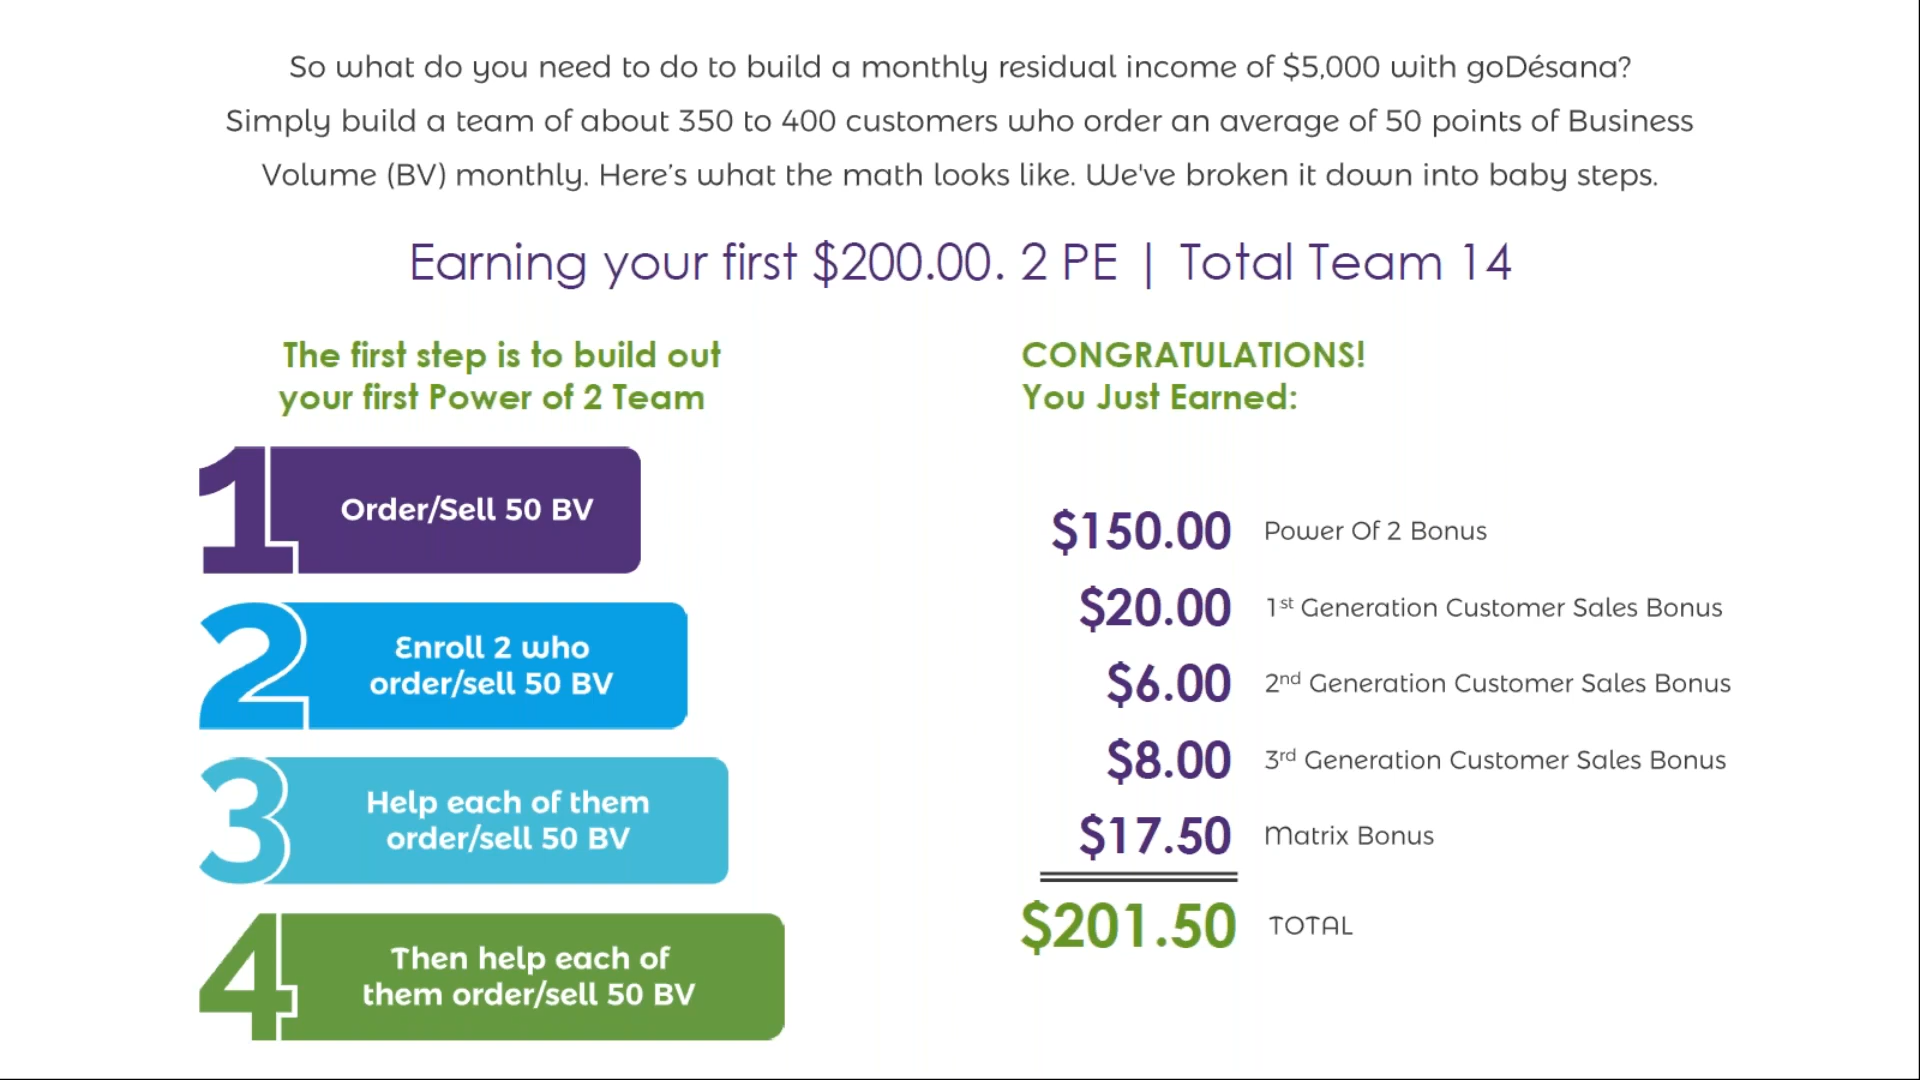 So what do you need to do to build a monthly residual income of $5,000 with goDésana?
Simply build a team of about 350 to 400 customers who order an average of 50 points of Business
Volume (BV) monthly. Here's what the math looks like. We've broken it down into baby steps.
Earning your first $200.00. 2 PE | Total Team 14
The first step is to build out
your first Power of 2 Team
1 Order/Sell 50 BV
2 Enroll 2 who
order/sell 50 BV
3 Help each of them
order/sell 50 BV
4 Then help each of
them order/sell 50 BV
CONGRATULATIONS!
You Just Earned:
$150.00 Power Of 2 Bonus
$20.00 1st Generation Customer Sales Bonus
$6.00 2nd Generation Customer Sales Bonus
$8.00 3rd Generation Customer Sales Bonus
$17.50 Matrix Bonus
$201.50 TOTAL